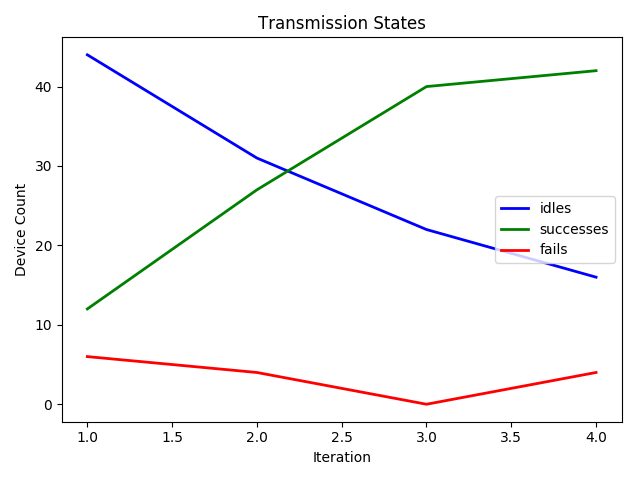 Transmission States
Device Count
40
30
20
10
0
idles
successes
fails
1.0 1.5 2.0 2.5 3.0 3.5 4.0
Iteration